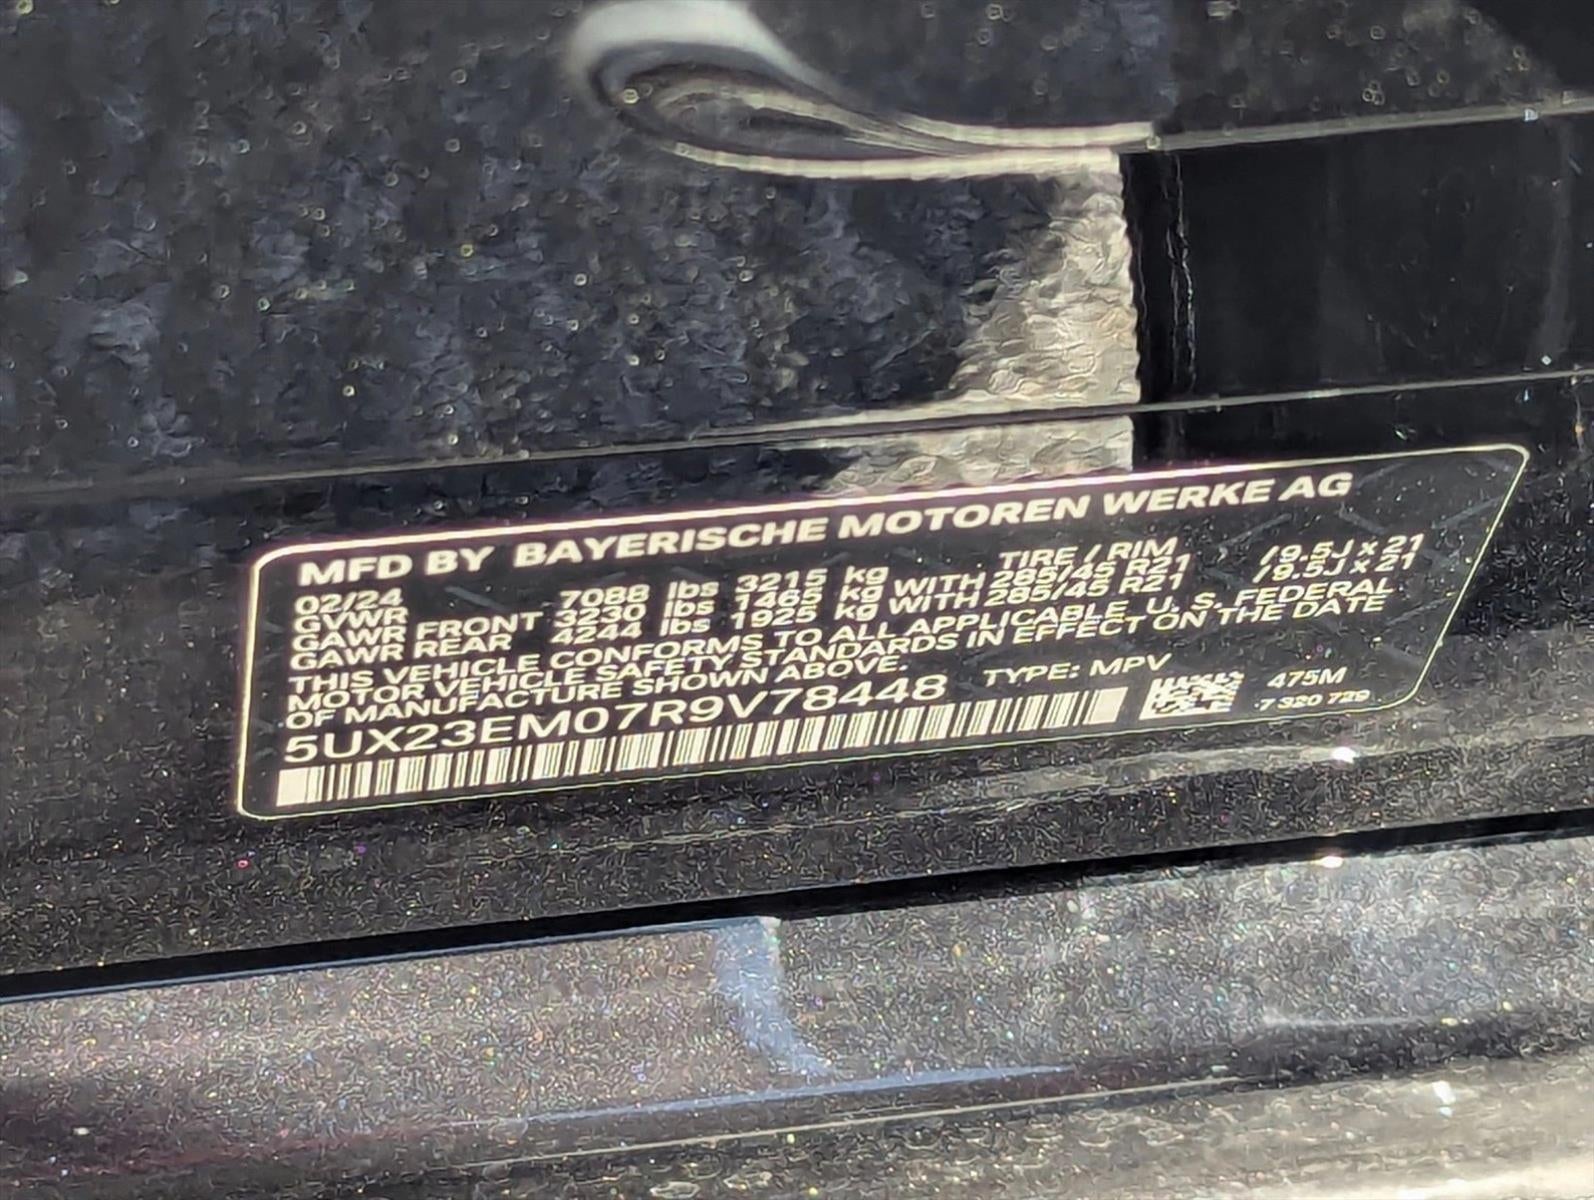 MFD BY BAYERISCHE MOTOREN WERKE AG
02/24 TIRE / RIM
GVWR 7088 lbs 3215 kg
GAWR FRONT 3230 lbs 1465 kg WITH 285/45 R21 /9.5J x 21
GAWR REAR 4244 lbs 1925 kg WITH 285/45 R21 /9.5J x 21
THIS VEHICLE CONFORMS TO ALL APPLICABLE U. S. FEDERAL
MOTOR VEHICLE SAFETY STANDARDS IN EFFECT ON THE DATE
OF MANUFACTURE SHOWN ABOVE.
5UX23EM07R9V78448 TYPE: MPV 475M
7 320 729